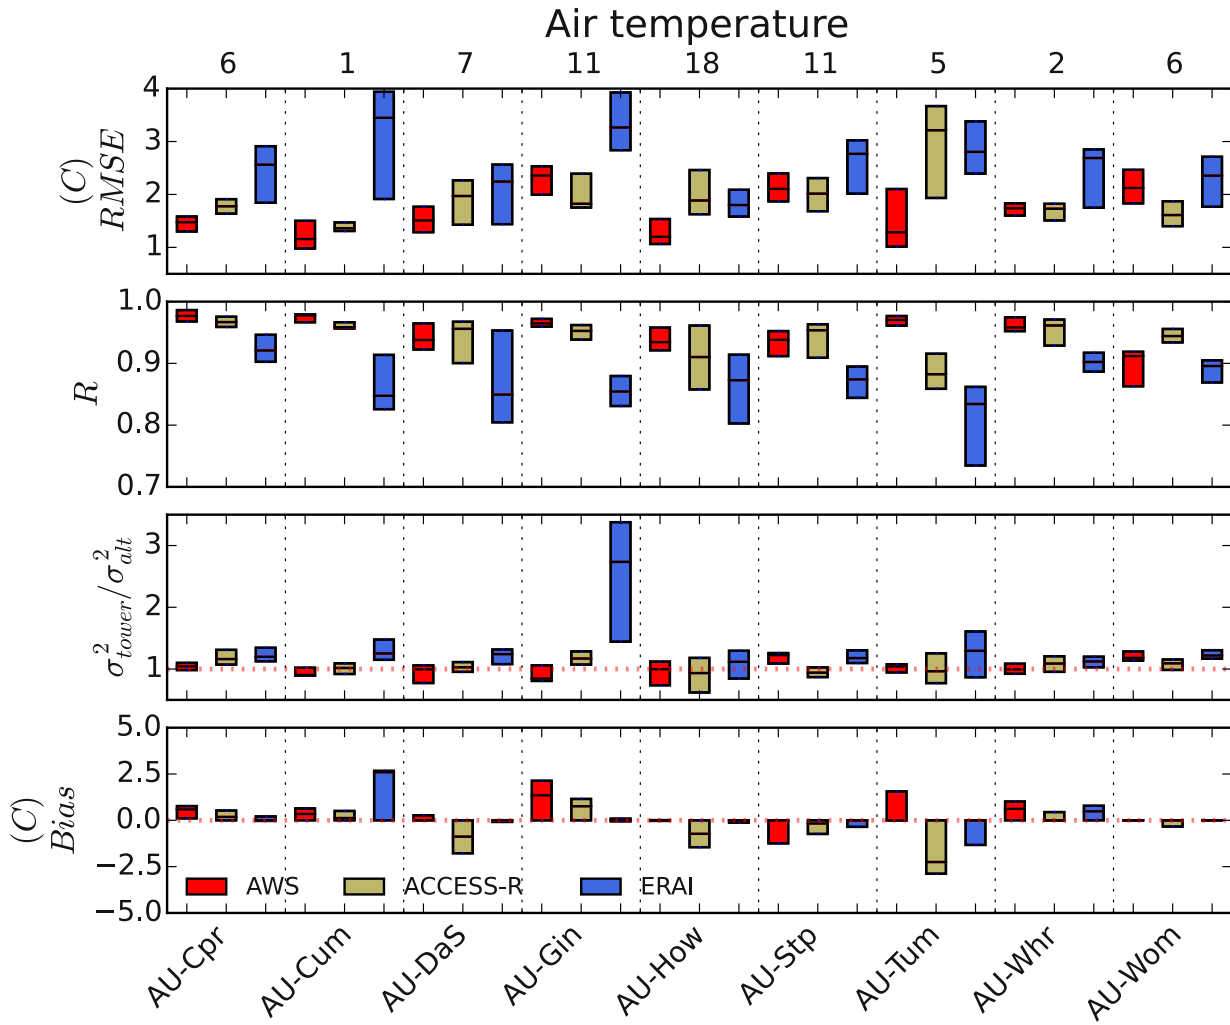 Air temperature
6 1 7 11 18 11 5 2 6
(C)
RMSE
4
3
2
1
R
1.0
0.9
0.8
0.7
σ²tower/σ²alt
3
2
1
(C)
Bias
5.0
2.5
0.0
−2.5
−5.0
AWS ACCESS-R ERAI
AU-Cpr AU-Cum AU-DaS AU-Gin AU-How AU-Stp AU-Tum AU-Whr AU-Wom